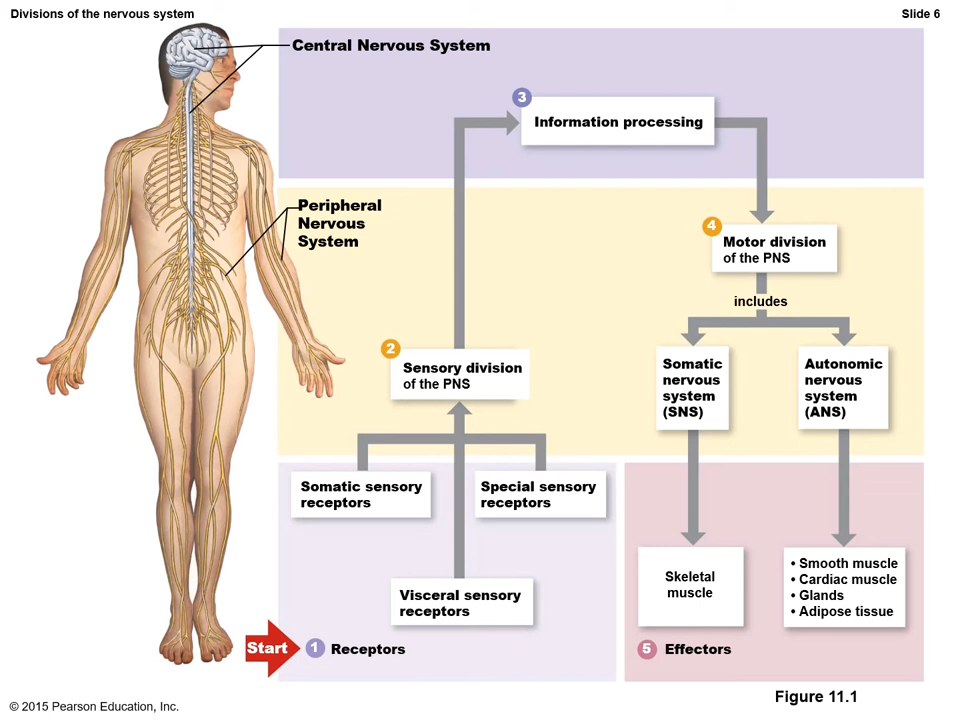 Divisions of the nervous system
Slide 6
Central Nervous System
3
Information processing
Peripheral
Nervous
System
4
Motor division
of the PNS
includes
2
Sensory division
of the PNS
Somatic
nervous
system
(SNS)
Autonomic
nervous
system
(ANS)
Somatic sensory
receptors
Special sensory
receptors
Visceral sensory
receptors
Skeletal
muscle
• Smooth muscle
• Cardiac muscle
• Glands
• Adipose tissue
Start
1 Receptors
5 Effectors
Figure 11.1
© 2015 Pearson Education, Inc.